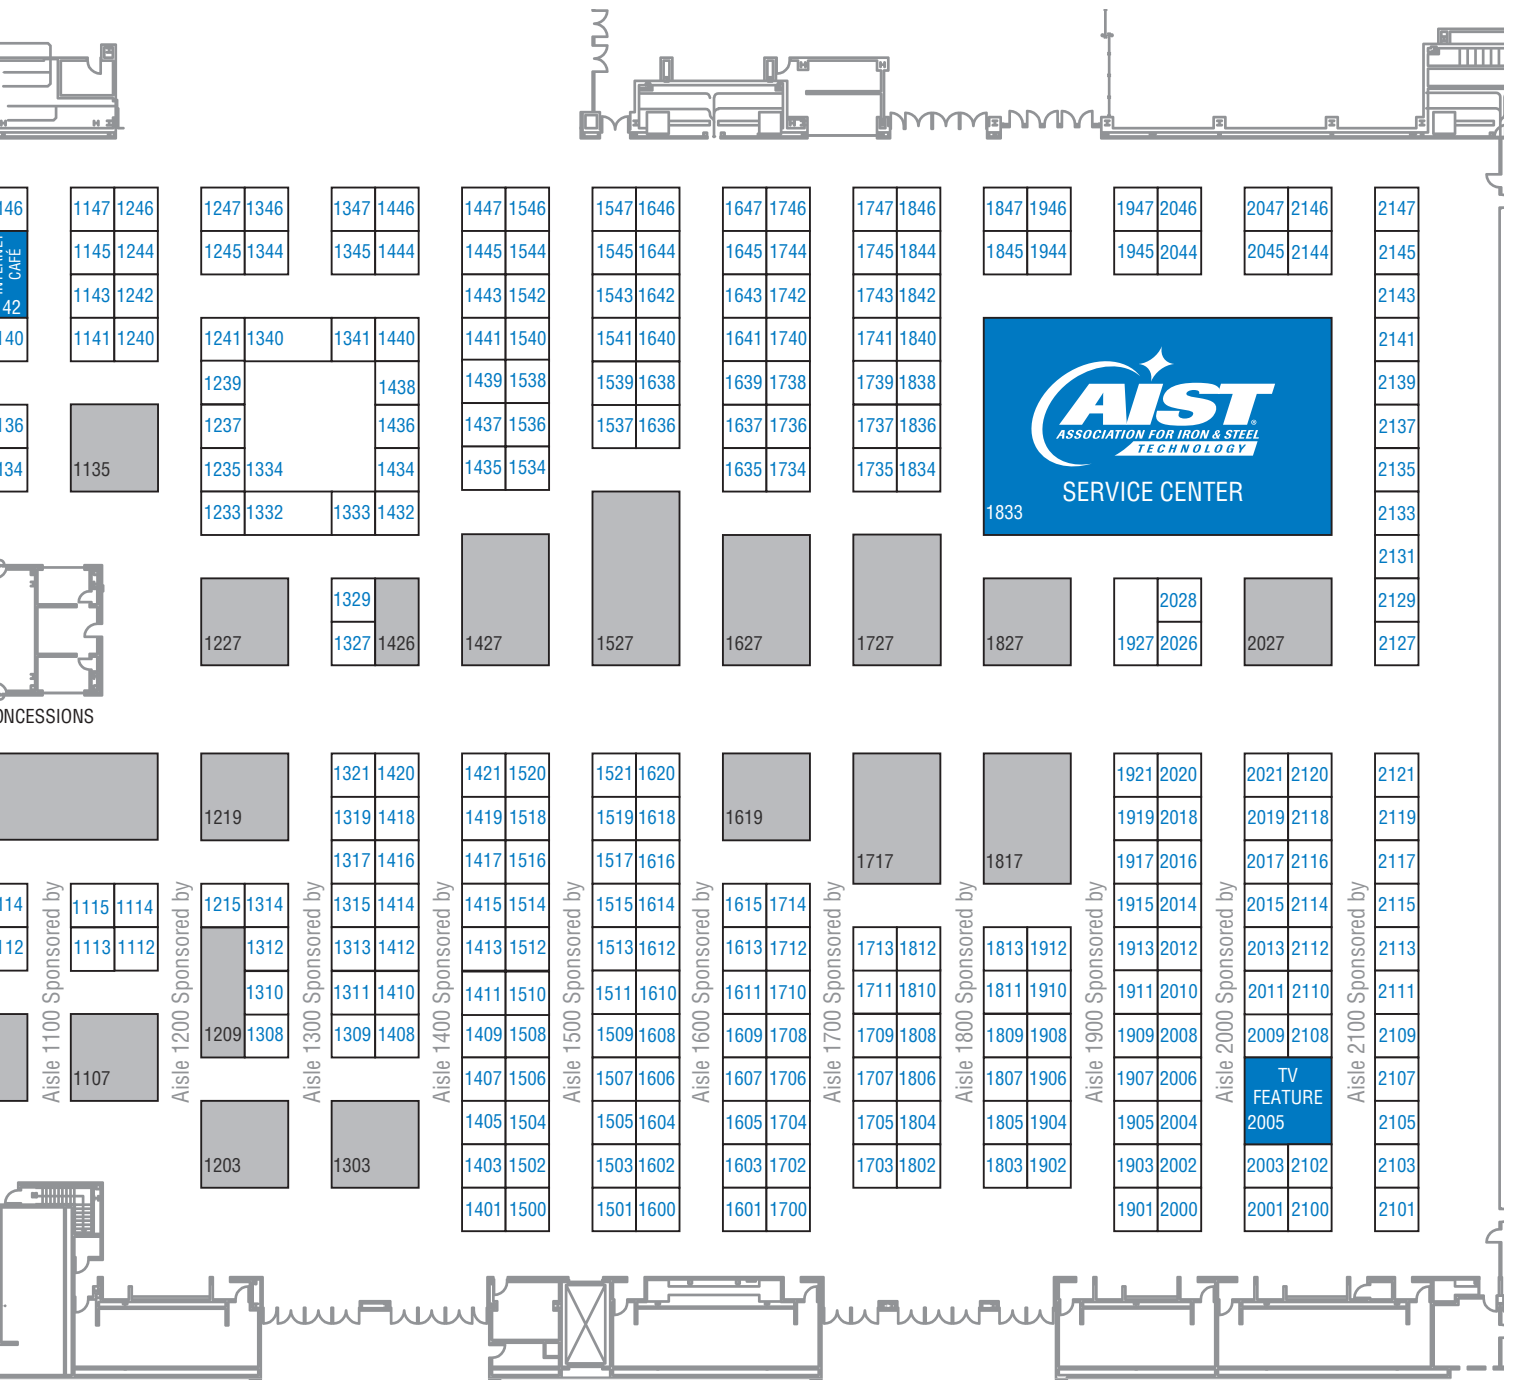 146 1147 1246 1247 1346 1347 1446 1447 1546 1547 1646 1647 1746 1747 1846 1847 1946 1947 2046 2047 2146 2147
1145 1244 1245 1344 1345 1444 1445 1544 1545 1644 1645 1744 1745 1844 1845 1944 1945 2044 2045 2144 2145
CAFÉ
42
1143 1242 1443 1542 1543 1642 1643 1742 1743 1842 2143
140 1141 1240 1241 1340 1341 1440 1441 1540 1541 1640 1641 1740 1741 1840 2141
1239 1438 1439 1538 1539 1638 1639 1738 1739 1838 2139
136 1237 1436 1437 1536 1537 1636 1637 1736 1737 1836 2137
134 1135 1235 1334 1434 1435 1534 1635 1734 1735 1834 2135
AIST
ASSOCIATION FOR IRON & STEEL
TECHNOLOGY
SERVICE CENTER
1833
1233 1332 1333 1432 2133
2131
1329 2028 2129
1227 1327 1426 1427 1527 1627 1727 1827 1927 2026 2027 2127
ONCESSIONS
1321 1420 1421 1520 1521 1620 1921 2020 2021 2120 2121
1219 1319 1418 1419 1518 1519 1618 1619 1919 2018 2019 2118 2119
1317 1416 1417 1516 1517 1616 1717 1817 1917 2016 2017 2116 2117
114 1115 1114 1215 1314 1315 1414 1415 1514 1515 1614 1615 1714 1915 2014 2015 2114 2115
112 1113 1112 1312 1313 1412 1413 1512 1513 1612 1613 1712 1713 1812 1813 1912 1913 2012 2013 2112 2113
1310 1311 1410 1411 1510 1511 1610 1611 1710 1711 1810 1811 1910 1911 2010 2011 2110 2111
1209 1308 1309 1408 1409 1508 1509 1608 1609 1708 1709 1808 1809 1908 1909 2008 2009 2108 2109
1107 1407 1506 1507 1606 1607 1706 1707 1806 1807 1906 1907 2006 2107
TV
FEATURE
2005
1405 1504 1505 1604 1605 1704 1705 1804 1805 1904 1905 2004 2105
1203 1303 1403 1502 1503 1602 1603 1702 1703 1802 1803 1902 1903 2002 2003 2102 2103
1401 1500 1501 1600 1601 1700 1901 2000 2001 2100 2101
Aisle 1100 Sponsored by
Aisle 1200 Sponsored by
Aisle 1300 Sponsored by
Aisle 1400 Sponsored by
Aisle 1500 Sponsored by
Aisle 1600 Sponsored by
Aisle 1700 Sponsored by
Aisle 1800 Sponsored by
Aisle 1900 Sponsored by
Aisle 2000 Sponsored by
Aisle 2100 Sponsored by